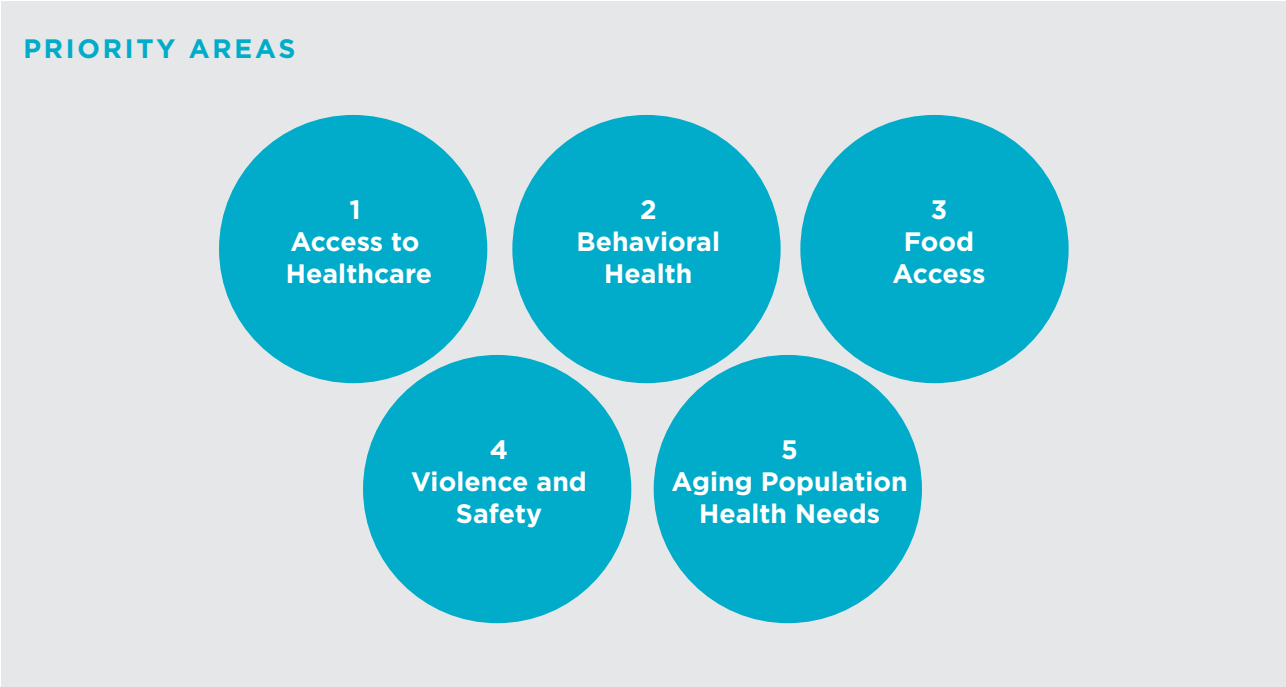 PRIORITY AREAS
1
Access to
Healthcare
2
Behavioral
Health
3
Food
Access
4
Violence and
Safety
5
Aging Population
Health Needs